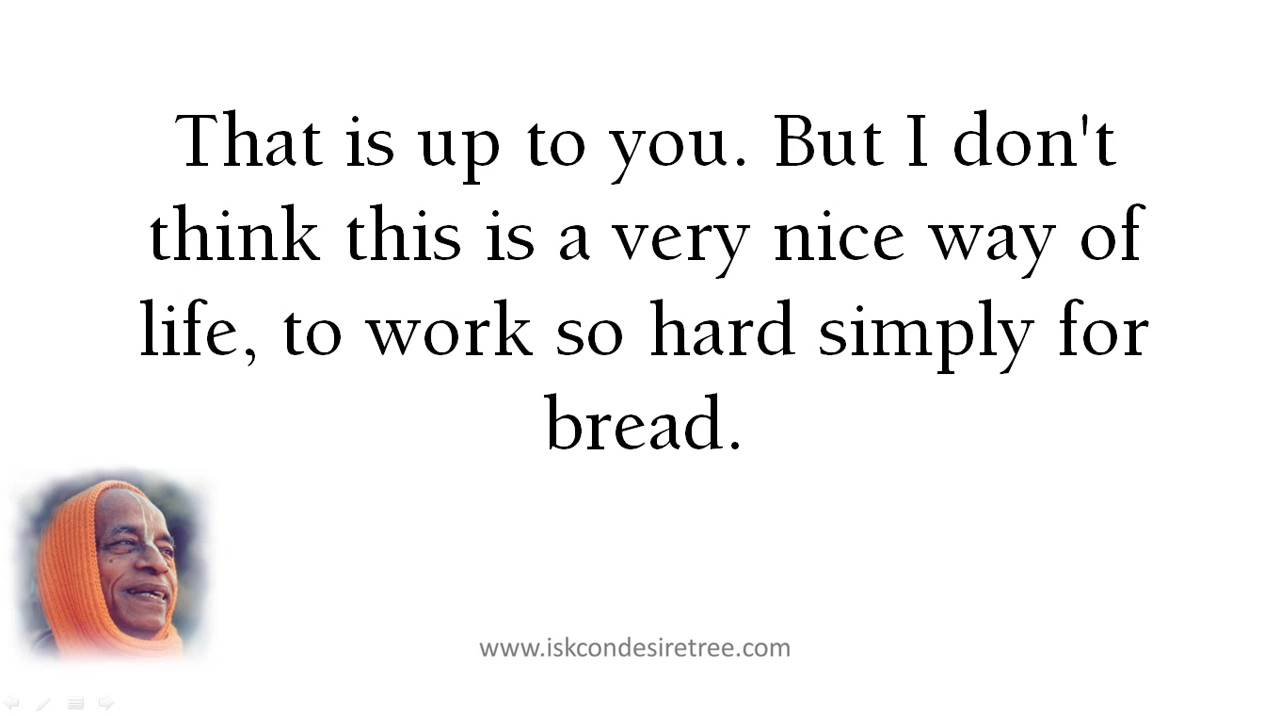 That is up to you. But I don't
think this is a very nice way of
life, to work so hard simply for
bread.
www.iskcondesiretree.com